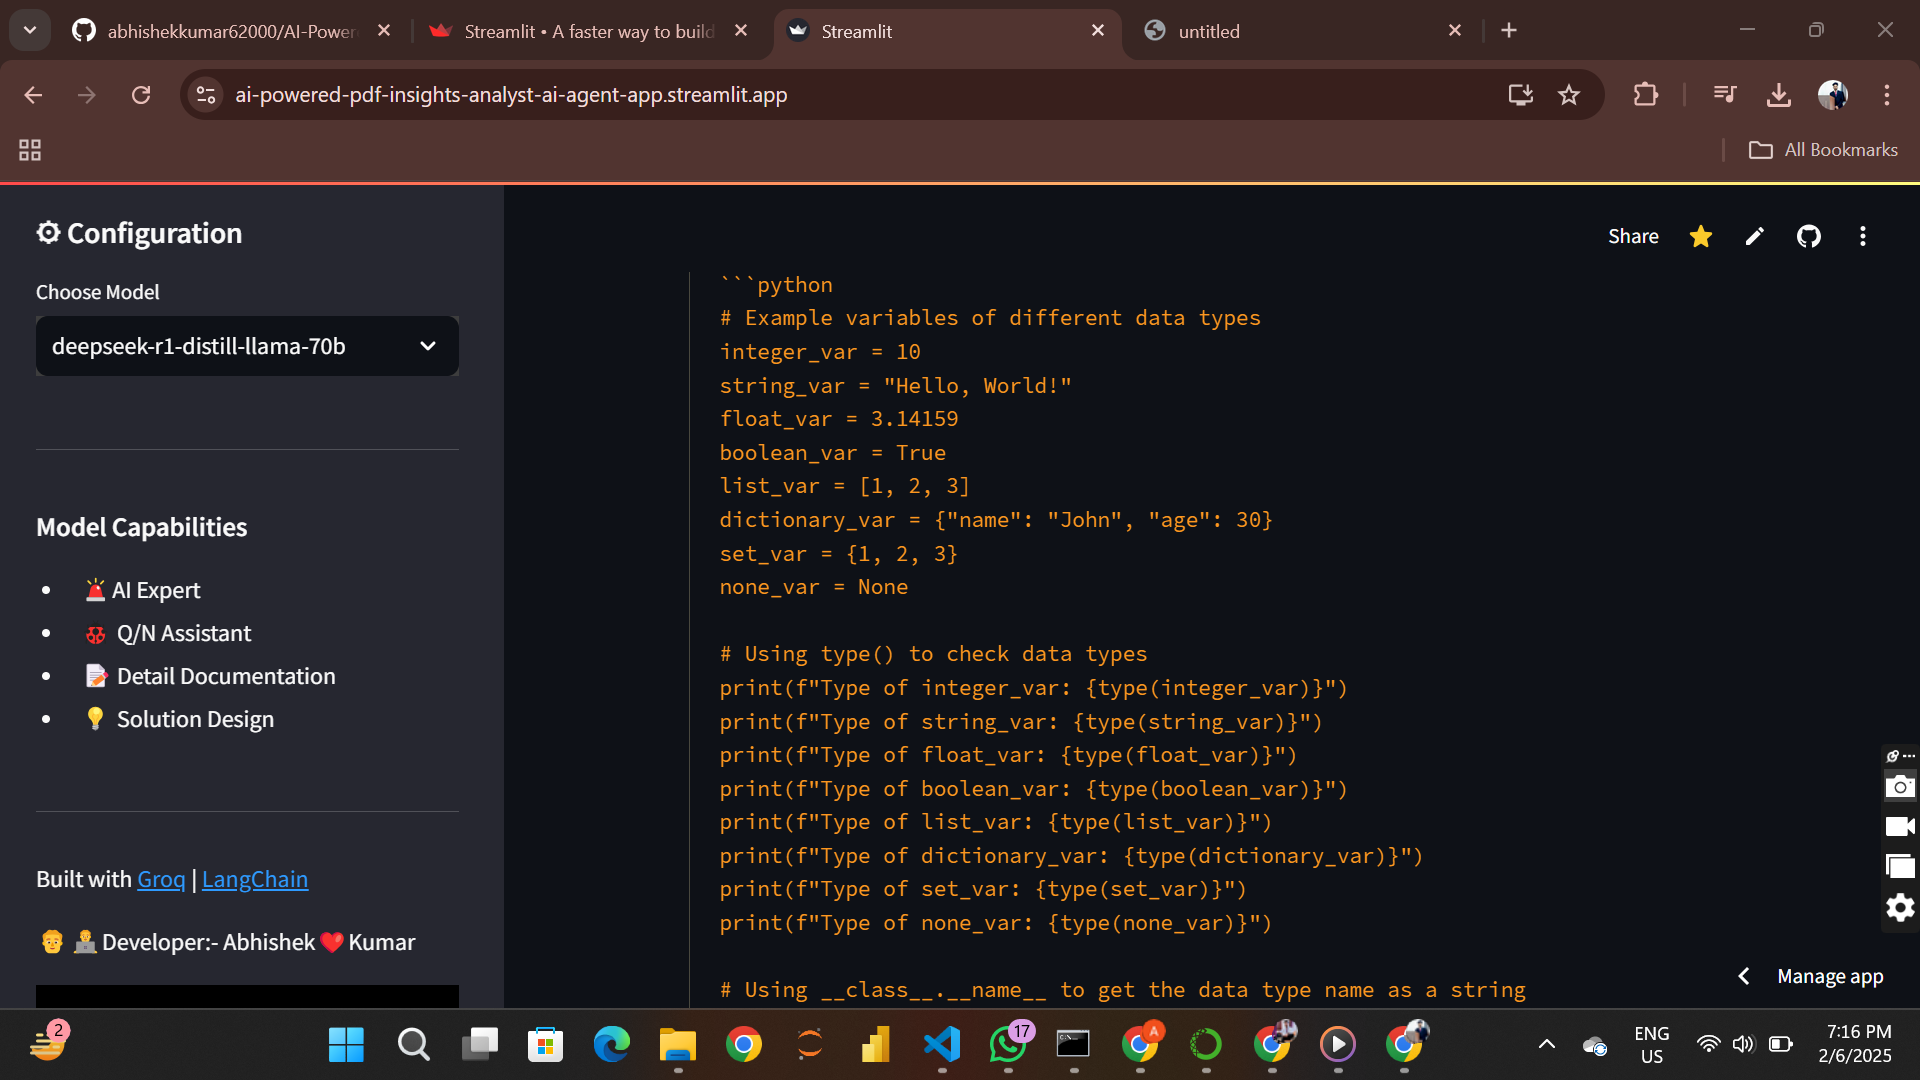 abhishekkumar62000/AI-Power
Streamlit • A faster way to build
Streamlit
untitled
ai-powered-pdf-insights-analyst-ai-agent-app.streamlit.app
All Bookmarks
Configuration
Choose Model
deepseek-r1-distill-llama-70b
Model Capabilities
AI Expert
Q/N Assistant
Detail Documentation
Solution Design
Built with Groq | LangChain
Developer:- Abhishek❤️Kumar
Share
```python
# Example variables of different data types
integer_var = 10
string_var = "Hello, World!"
float_var = 3.14159
boolean_var = True
list_var = [1, 2, 3]
dictionary_var = {"name": "John", "age": 30}
set_var = {1, 2, 3}
none_var = None
# Using type() to check data types
print(f"Type of integer_var: {type(integer_var)}")
print(f"Type of string_var: {type(string_var)}")
print(f"Type of float_var: {type(float_var)}")
print(f"Type of boolean_var: {type(boolean_var)}")
print(f"Type of list_var: {type(list_var)}")
print(f"Type of dictionary_var: {type(dictionary_var)}")
print(f"Type of set_var: {type(set_var)}")
print(f"Type of none_var: {type(none_var)}")
# Using __class__.__name__ to get the data type name as a string
Manage app
2
17
A
ENG
US
7:16 PM
2/6/2025